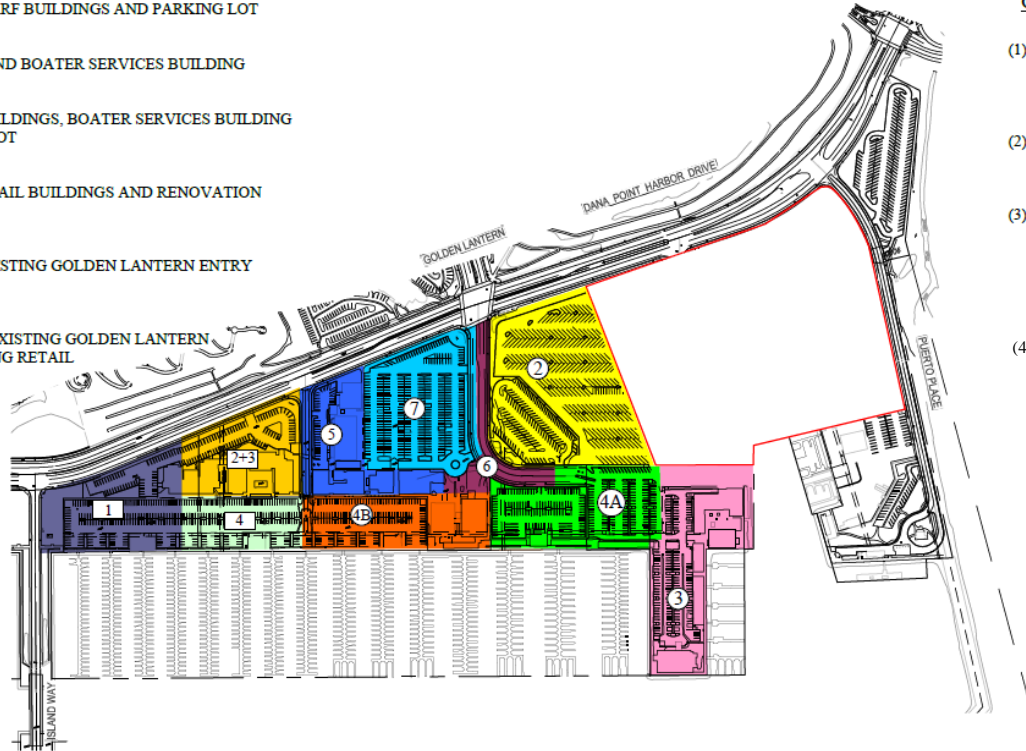 RF BUILDINGS AND PARKING LOT
ND BOATER SERVICES BUILDING
ILDINGS, BOATER SERVICES BUILDING
OT
AIL BUILDINGS AND RENOVATION
ISTING GOLDEN LANTERN ENTRY
XISTING GOLDEN LANTERN
NG RETAIL
(1)
(2)
(3)
(4
DANA POINT HARBOR DRIVE
GOLDEN LANTERN
PUERTO PLACE
ISLAND WAY
2
7
5
6
2+3
1
4
4B
4A
3